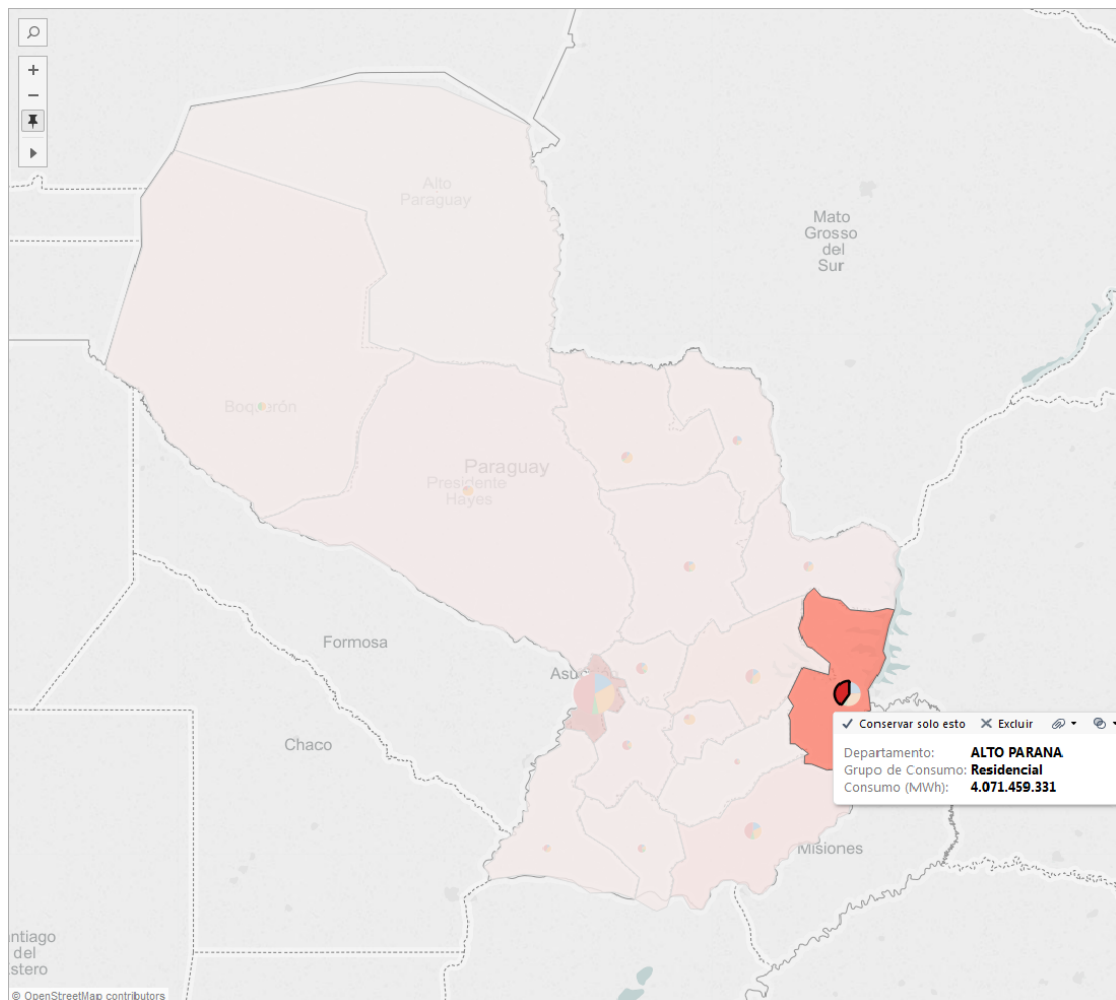 Alto
Paraguay
Mato
Grosso
del
Sur
Boquerón
Paraguay
Presidente
Hayes
Formosa
Chaco
Conservar solo esto Excluir
Departamento: ALTO PARANA
Grupo de Consumo: Residencial
Consumo (MWh): 4.071.459.331
Misiones
ntiago
del
stero
© OpenStreetMap contributors